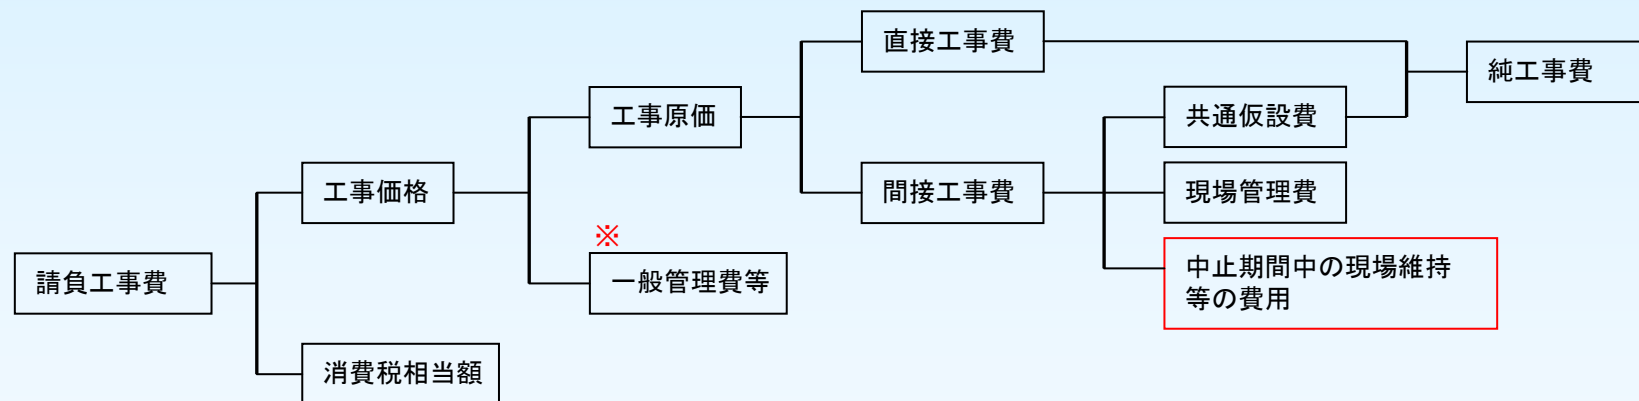 直接工事費
純工事費
工事原価
共通仮設費
工事価格
間接工事費
現場管理費
※
請負工事費
一般管理費等
中止期間中の現場維持
等の費用
消費税相当額